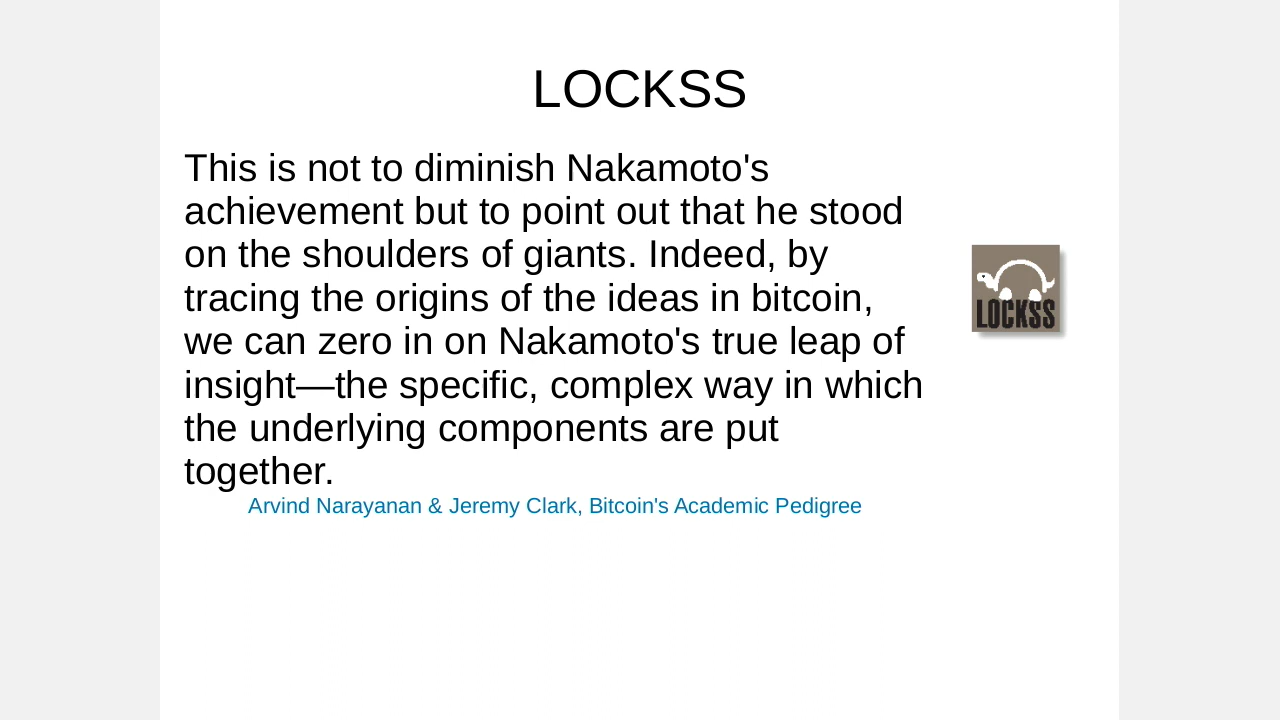 LOCKSS
This is not to diminish Nakamoto's
achievement but to point out that he stood
on the shoulders of giants. Indeed, by
tracing the origins of the ideas in bitcoin,
we can zero in on Nakamoto's true leap of
insight—the specific, complex way in which
the underlying components are put
together.
Arvind Narayanan & Jeremy Clark, Bitcoin's Academic Pedigree
LOCKSS